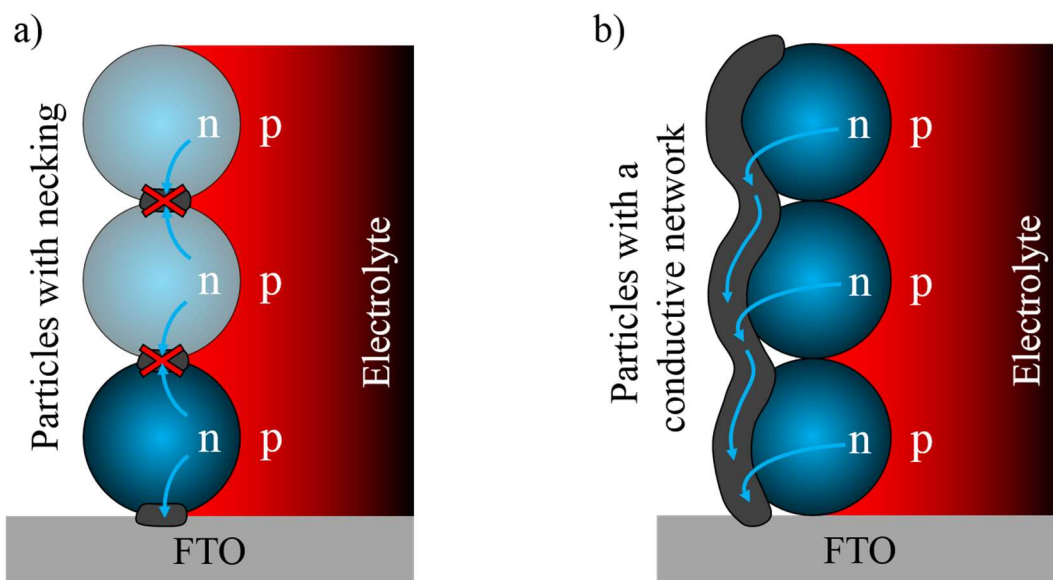 a)
Particles with necking
n p
n p
n p
Electrolyte
FTO
b)
Particles with a
conductive network
n p
n p
n p
Electrolyte
FTO